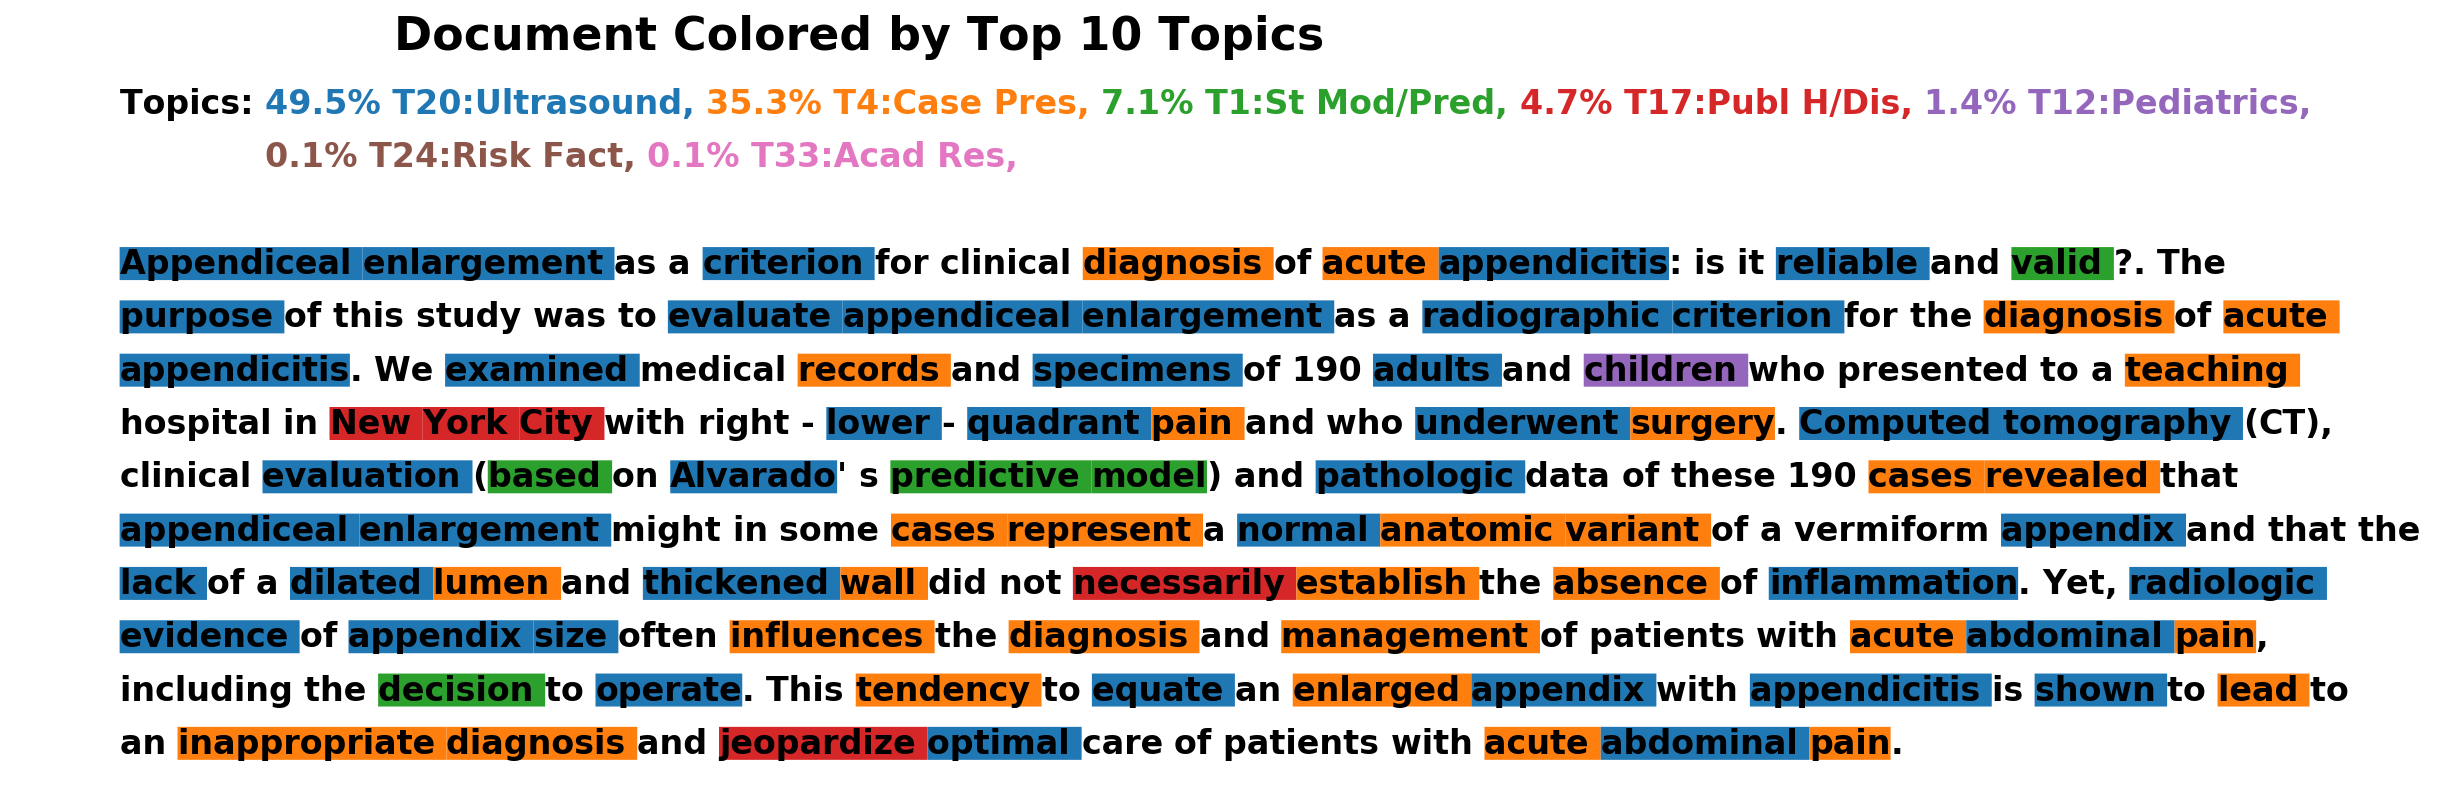 Document Colored by Top 10 Topics
Topics: 49.5% T20:Ultrasound, 35.3% T4:Case Pres, 7.1% T1:St Mod/Pred, 4.7% T17:Publ H/Dis, 1.4% T12:Pediatrics,
0.1% T24:Risk Fact, 0.1% T33:Acad Res,
Appendiceal enlargement as a criterion for clinical diagnosis of acute appendicitis: is it reliable and valid ?. The
purpose of this study was to evaluate appendiceal enlargement as a radiographic criterion for the diagnosis of acute
appendicitis. We examined medical records and specimens of 190 adults and children who presented to a teaching
hospital in New York City with right - lower - quadrant pain and who underwent surgery. Computed tomography (CT),
clinical evaluation (based on Alvarado' s predictive model) and pathologic data of these 190 cases revealed that
appendiceal enlargement might in some cases represent a normal anatomic variant of a vermiform appendix and that the
lack of a dilated lumen and thickened wall did not necessarily establish the absence of inflammation. Yet, radiologic
evidence of appendix size often influences the diagnosis and management of patients with acute abdominal pain,
including the decision to operate. This tendency to equate an enlarged appendix with appendicitis is shown to lead to
an inappropriate diagnosis and jeopardize optimal care of patients with acute abdominal pain.